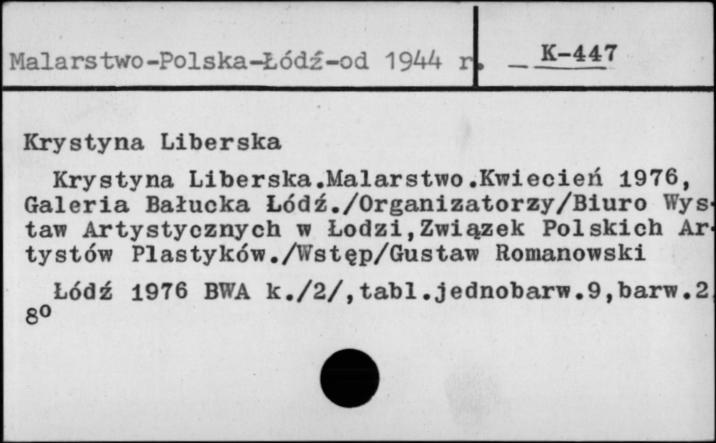 Malarstwo-Polska-Łódź-od 1944 r. K-447
Krystyna Liberska
Krystyna Liberska.Malarstwo.Kwiecień 1976,
Galeria Bałucka Łódź./Organizatorzy/Biuro Wys-
taw Artystycznych w Łodzi,Związek Polskich Ar-
tystów Plastyków./Wstęp/Gustaw Romanowski
Łódź 1976 BWA k./2/,tabl.jednobarw.9,barw.2,
8°